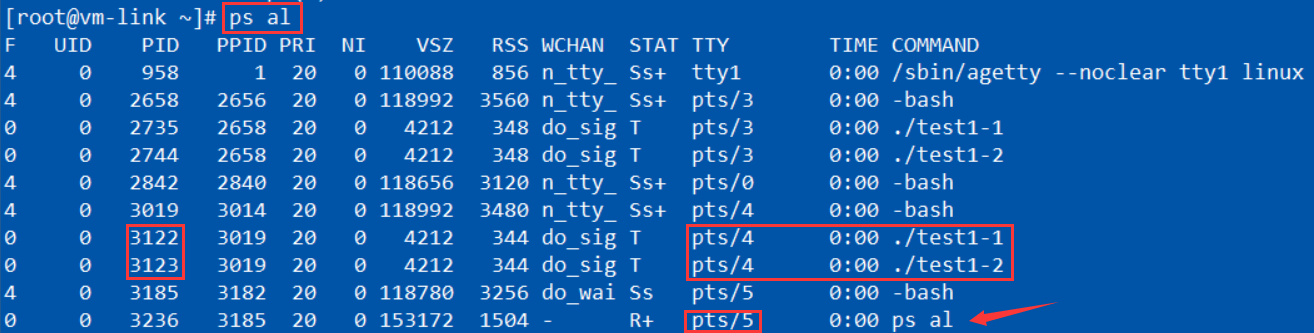 [root@vm-link ~]# ps al
F UID PID PPID PRI NI VSZ RSS WCHAN STAT TTY TIME COMMAND
4 0 958 1 20 0 110088 856 n_tty_ Ss+ tty1 0:00 /sbin/agetty --noclear tty1 linux
4 0 2658 2656 20 0 118992 3560 n_tty_ Ss+ pts/3 0:00 -bash
0 0 2735 2658 20 0 4212 348 do_sig T pts/3 0:00 ./test1-1
0 0 2744 2658 20 0 4212 348 do_sig T pts/3 0:00 ./test1-2
4 0 2842 2840 20 0 118656 3120 n_tty_ Ss+ pts/0 0:00 -bash
4 0 3019 3014 20 0 118992 3480 n_tty_ Ss+ pts/4 0:00 -bash
0 0 3122 3019 20 0 4212 344 do_sig T pts/4 0:00 ./test1-1
0 0 3123 3019 20 0 4212 344 do_sig T pts/4 0:00 ./test1-2
4 0 3185 3182 20 0 118780 3256 do_wai Ss pts/5 0:00 -bash
0 0 3236 3185 20 0 153172 1504 - R+ pts/5 0:00 ps al